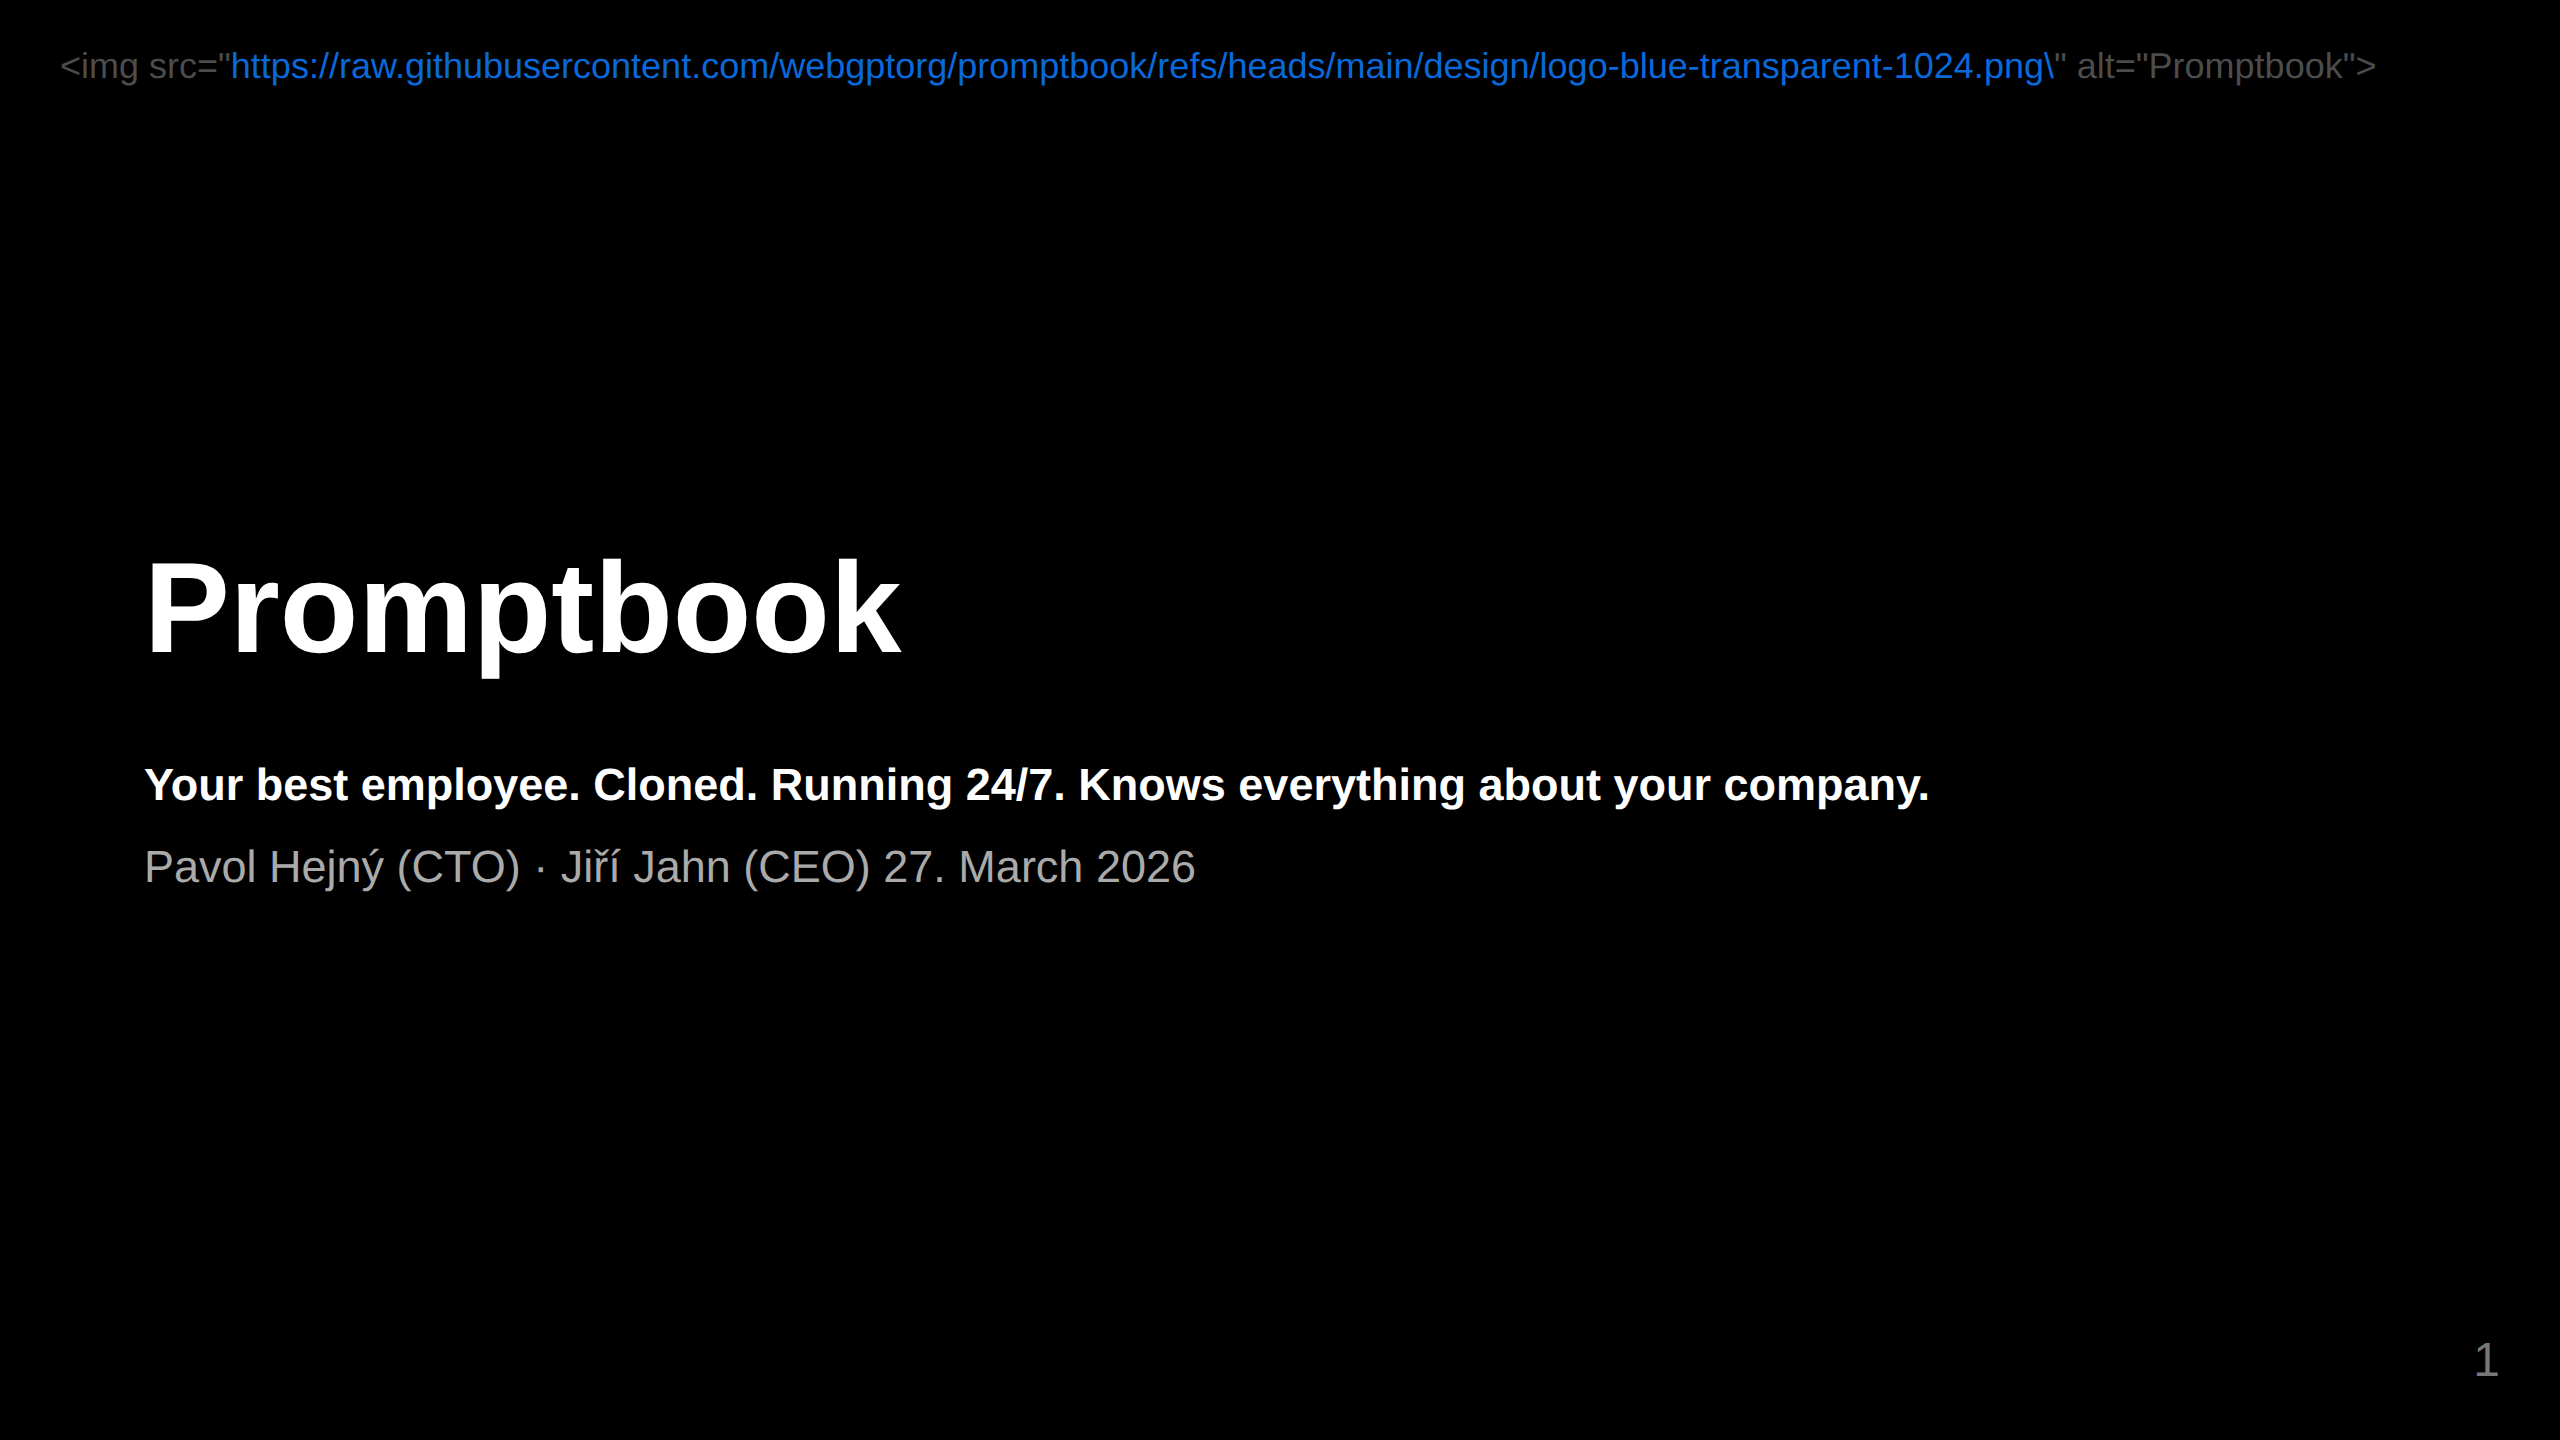 <img src="https://raw.githubusercontent.com/webgptorg/promptbook/refs/heads/main/design/logo-blue-transparent-1024.png\" alt="Promptbook">
Promptbook
Your best employee. Cloned. Running 24/7. Knows everything about your company.
Pavol Hejný (CTO) · Jiří Jahn (CEO) 27. March 2026
1